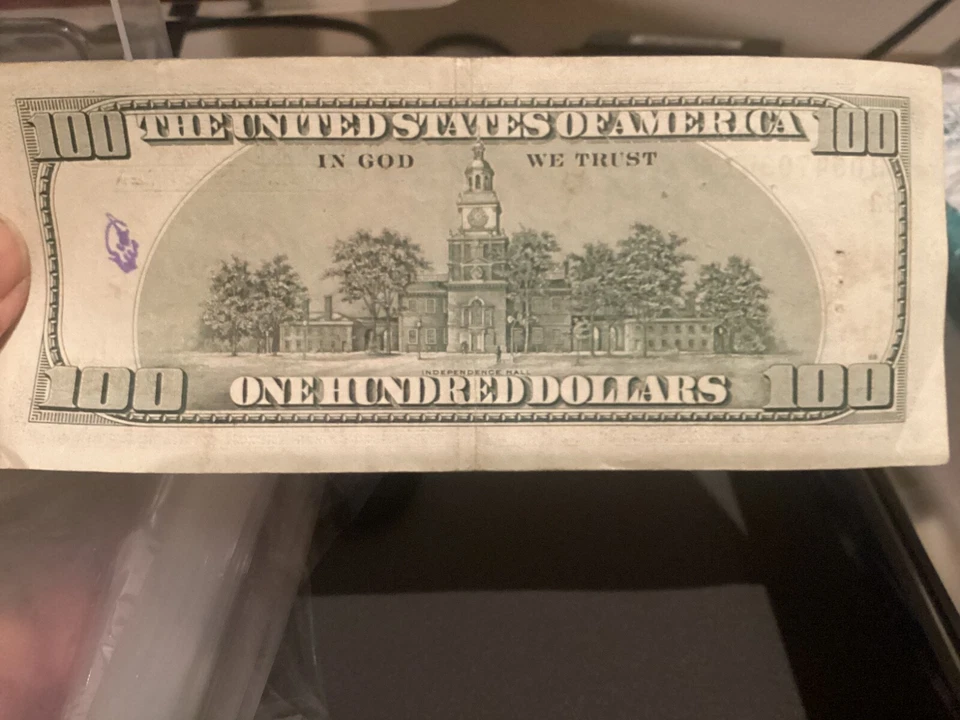 100 THE UNITED STATES OF AMERICA 100
IN GOD WE TRUST
INDEPENDENCE HALL
100 ONE HUNDRED DOLLARS 100